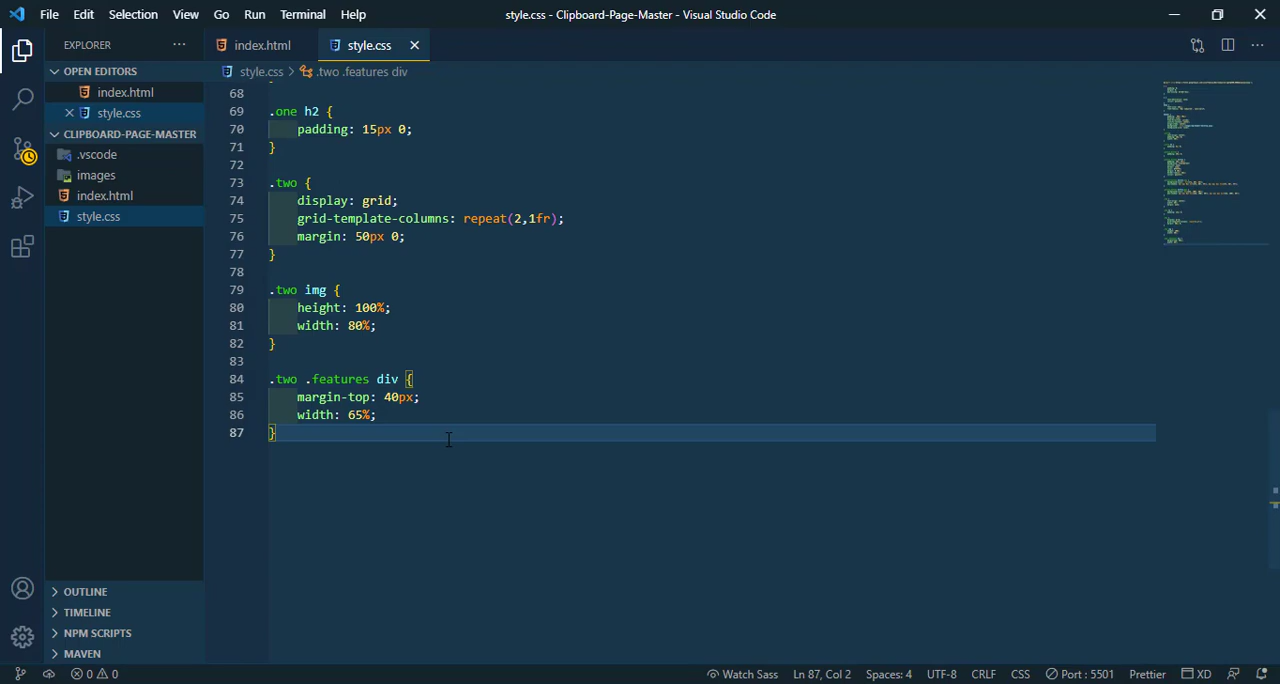 File Edit Selection View Go Run Terminal Help style.css - Clipboard-Page-Master - Visual Studio Code
EXPLORER ···
index.html style.css
OPEN EDITORS
index.html
style.css
CLIPBOARD-PAGE-MASTER
.vscode
images
index.html
style.css
OUTLINE
TIMELINE
NPM SCRIPTS
MAVEN
style.css > .two .features div
68
69 .one h2 {
70 padding: 15px 0;
71 }
72
73 .two {
74 display: grid;
75 grid-template-columns: repeat(2,1fr);
76 margin: 50px 0;
77 }
78
79 .two img {
80 height: 100%;
81 width: 80%;
82 }
83
84 .two .features div {
85 margin-top: 40px;
86 width: 65%;
87 }
0 0 Watch Sass Ln 87, Col 2 Spaces: 4 UTF-8 CRLF CSS Port : 5501 Prettier XD